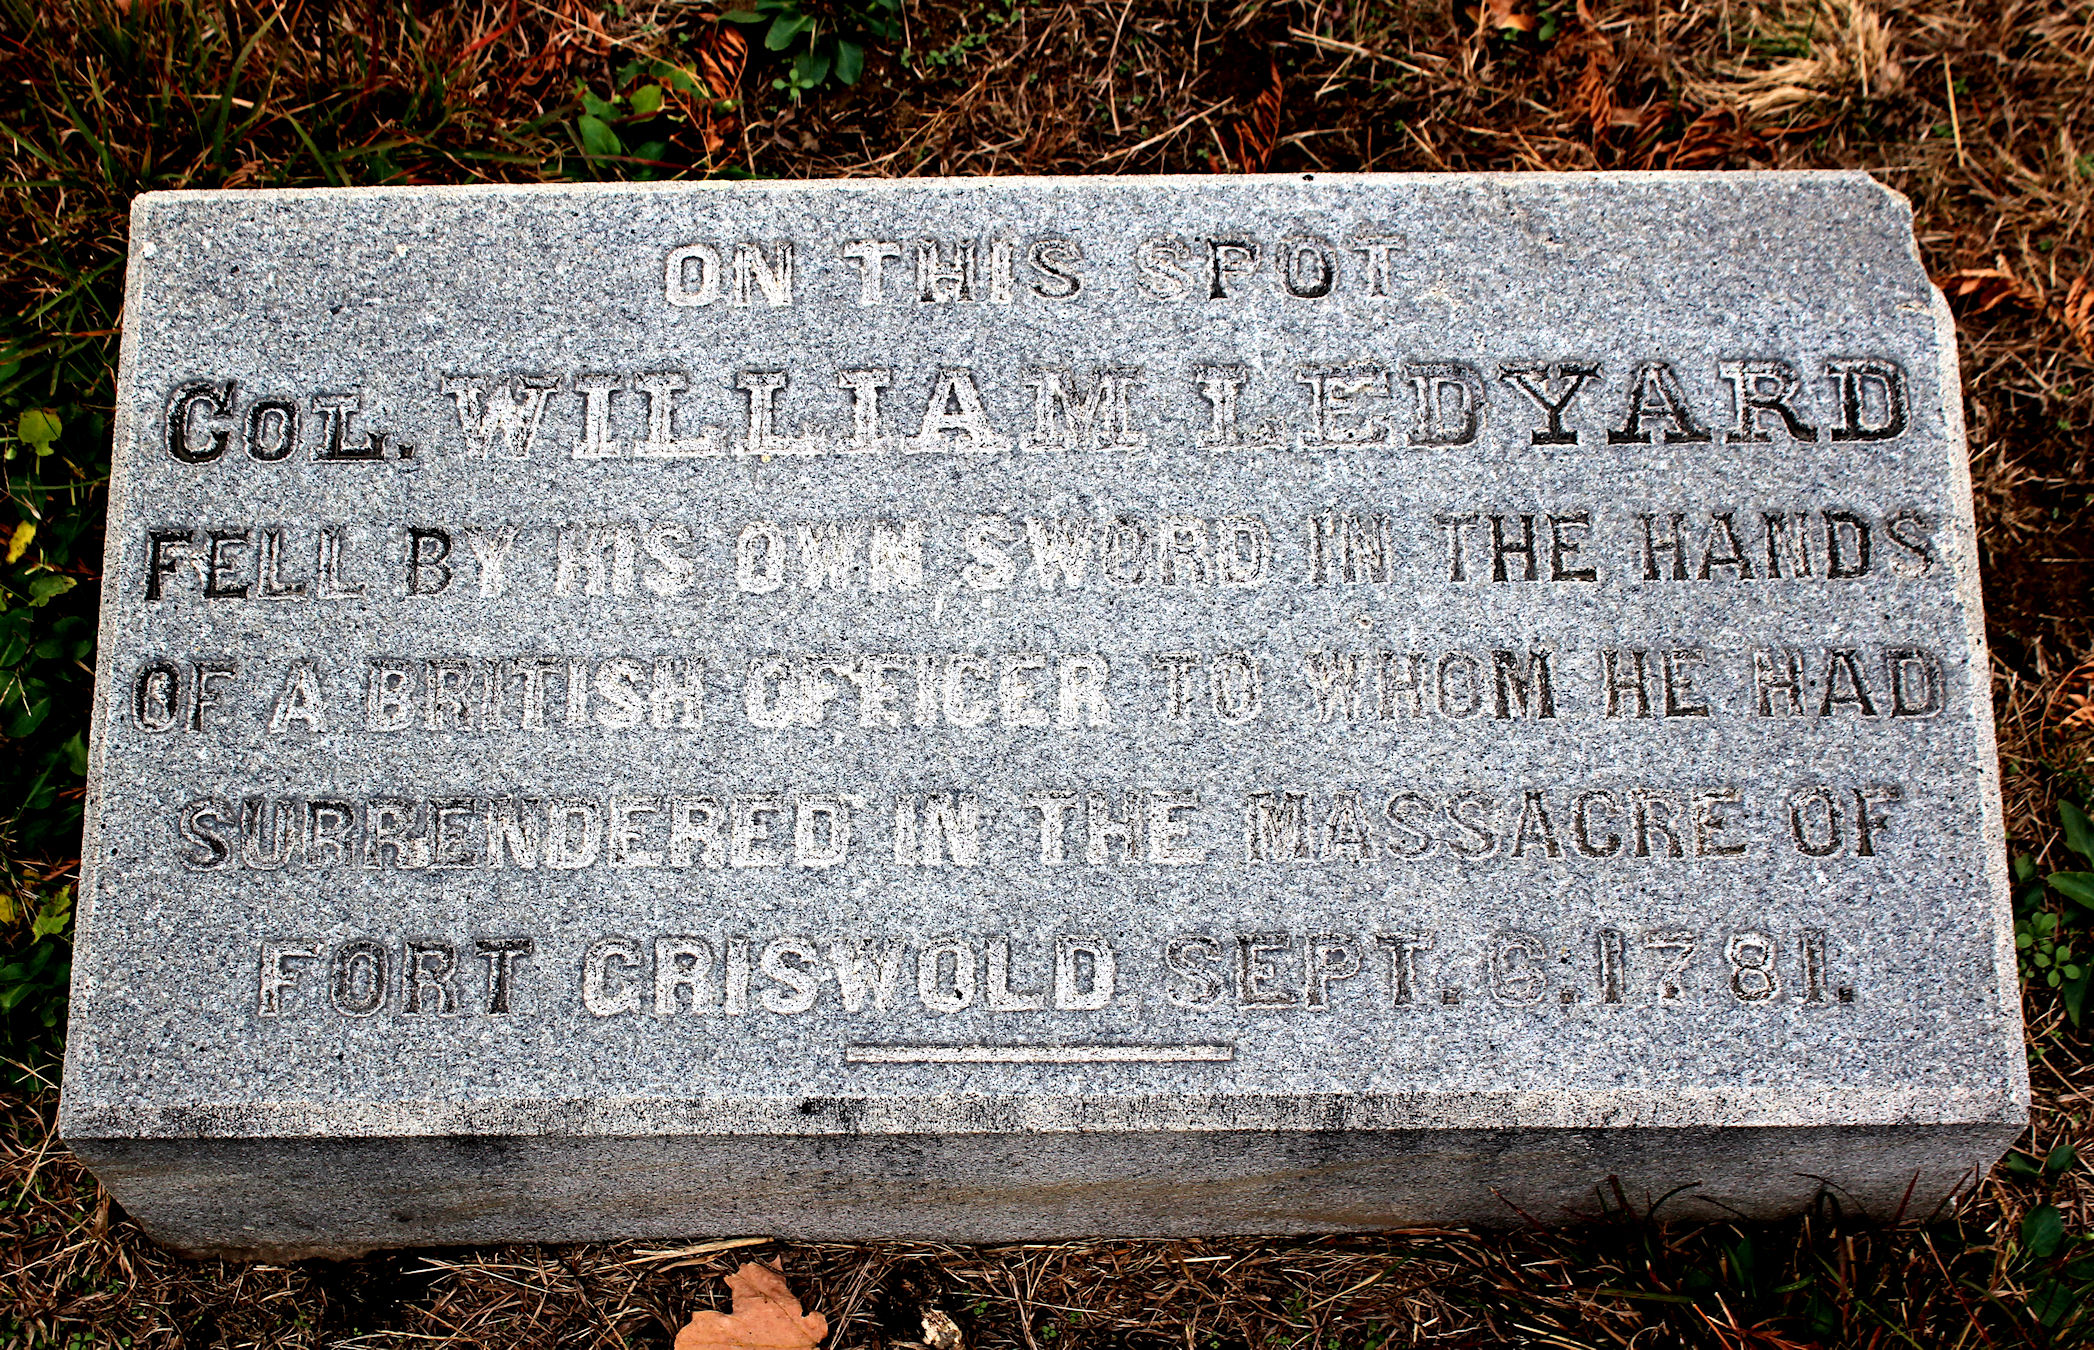 ON THIS SPOT
COL. WILLIAM LEDYARD
FELL BY HIS OWN SWORD IN THE HANDS
OF A BRITISH OFFICER TO WHOM HE HAD
SURRENDERED IN THE MASSACRE OF
FORT GRISWOLD SEPT. 6. 1781.